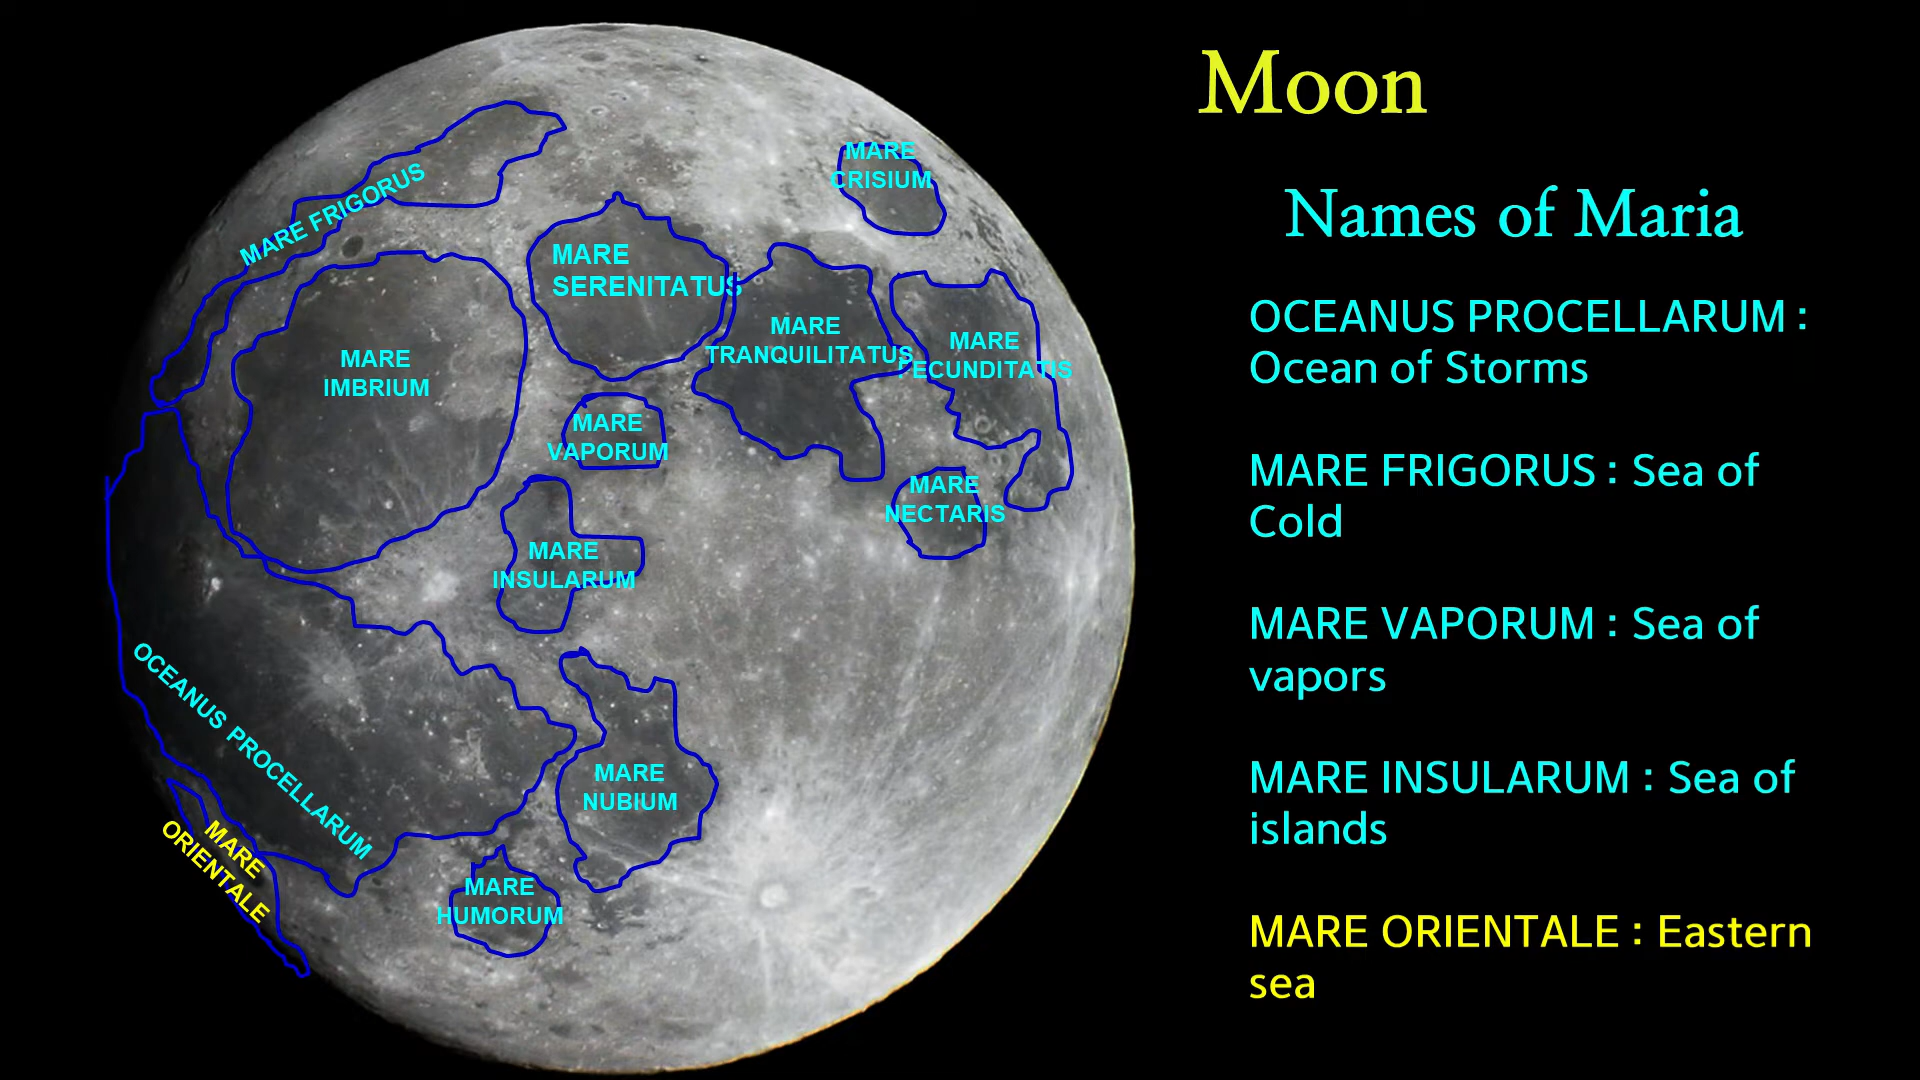 Moon
Names of Maria
OCEANUS PROCELLARUM :
Ocean of Storms
MARE FRIGORUS : Sea of
Cold
MARE VAPORUM : Sea of
vapors
MARE INSULARUM : Sea of
islands
MARE ORIENTALE : Eastern
sea
MARE FRIGORUS
MARE
CRISIUM
MARE
SERENITATUS
MARE
TRANQUILITATUS
MARE
FECUNDITATIS
MARE
IMBRIUM
MARE
VAPORUM
MARE
NECTARIS
MARE
INSULARUM
OCEANUS PROCELLARUM
MARE
NUBIUM
MARE
ORIENTALE
MARE
HUMORUM